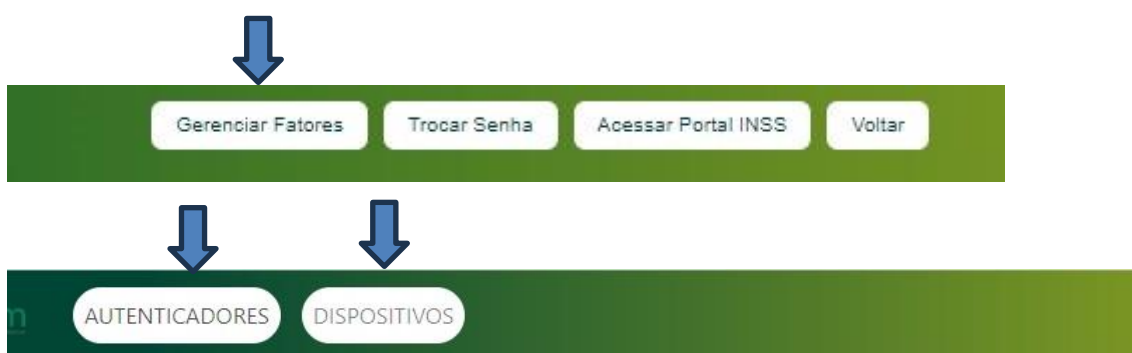 Gerenciar Fatores Trocar Senha Acessar Portal INSS Voltar
m AUTENTICADORES DISPOSITIVOS